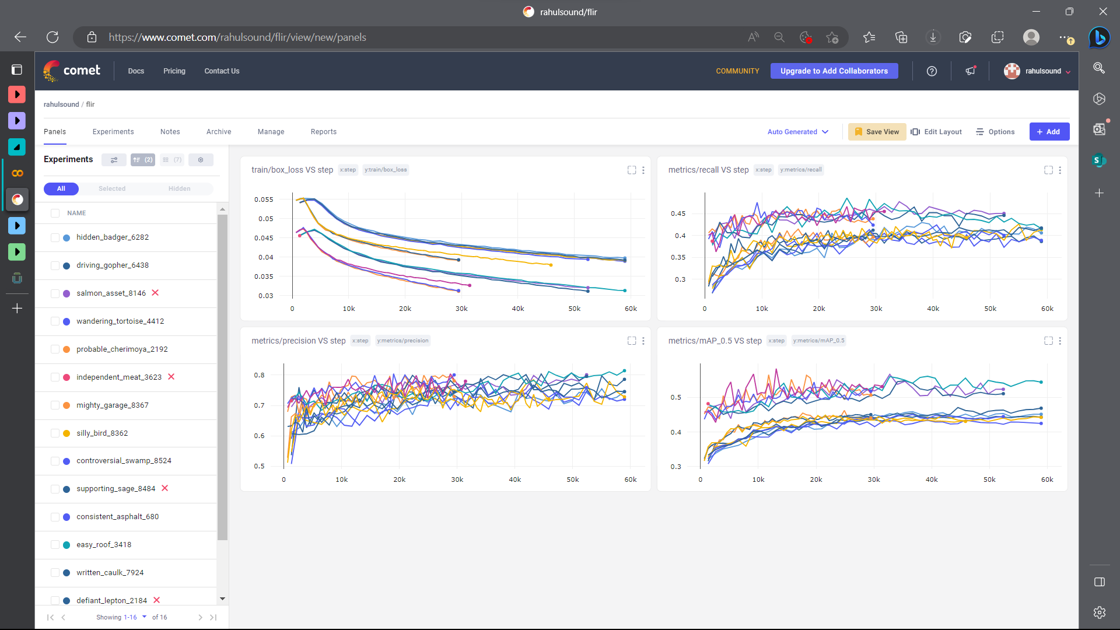 rahulsound/flir
https://www.comet.com/rahulsound/flir/view/new/panels
comet
Docs
Pricing
Contact Us
COMMUNITY
Upgrade to Add Collaborators
rahulsound
rahulsound / flir
Panels
Experiments
Notes
Archive
Manage
Reports
Auto Generated
Save View
Edit Layout
Options
+ Add
Experiments
(2)
(7)
All
Selected
Hidden
NAME
hidden_badger_6282
driving_gopher_6438
salmon_asset_8146
wandering_tortoise_4412
probable_cherimoya_2192
independent_meat_3623
mighty_garage_8367
silly_bird_8362
controversial_swamp_8524
supporting_sage_8484
consistent_asphalt_680
easy_roof_3418
written_caulk_7924
defiant_lepton_2184
Showing 1-16 of 16
train/box_loss VS step x:step y:train/box_loss
0.055
0.05
0.045
0.04
0.035
0.03
0 10k 20k 30k 40k 50k 60k
metrics/recall VS step x:step y:metrics/recall
0.45
0.4
0.35
0.3
0 10k 20k 30k 40k 50k 60k
metrics/precision VS step x:step y:metrics/precision
0.8
0.7
0.6
0.5
0 10k 20k 30k 40k 50k 60k
metrics/mAP_0.5 VS step x:step y:metrics/mAP_0.5
0.5
0.4
0.3
0 10k 20k 30k 40k 50k 60k